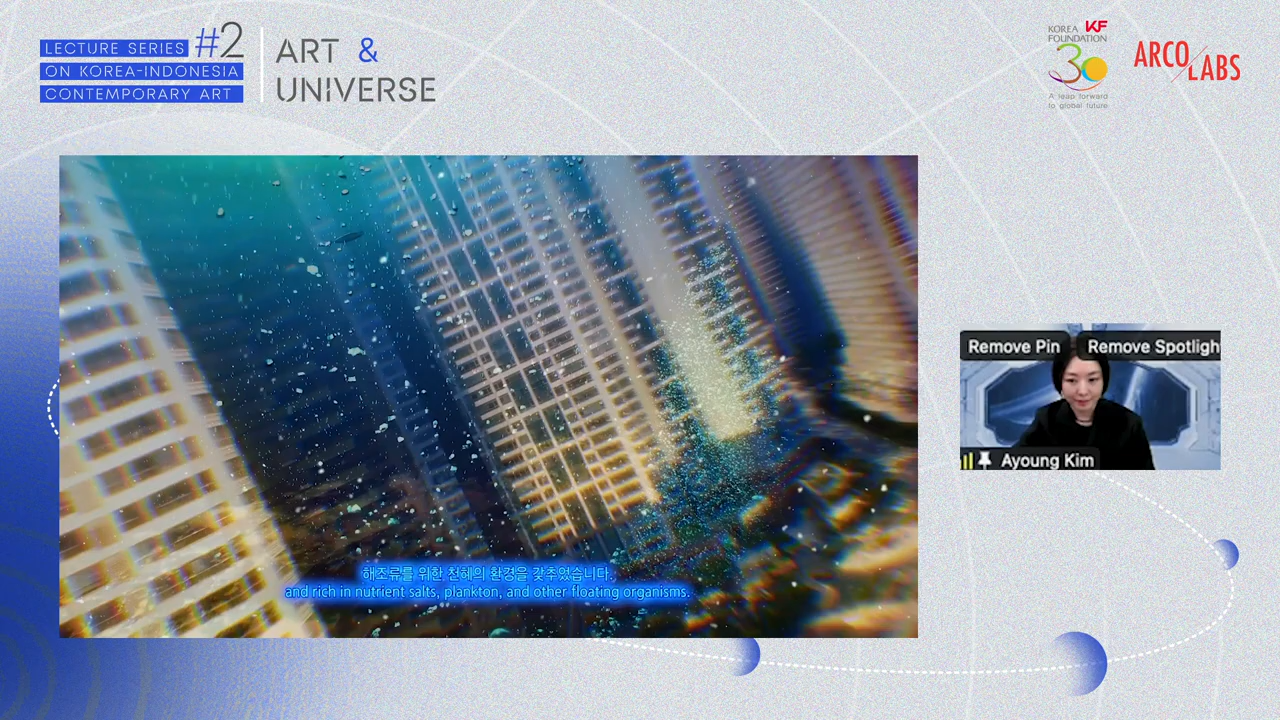 LECTURE SERIES #2
ON KOREA-INDONESIA
CONTEMPORARY ART
ART &
UNIVERSE
KOREA KF
FOUNDATION
30
A leap forward
to global future
ARCO
LABS
해조류를 위한 천혜의 환경을 갖추었습니다.
and rich in nutrient salts, plankton, and other floating organisms.
Remove Pin
Remove Spotligh
Ayoung Kim